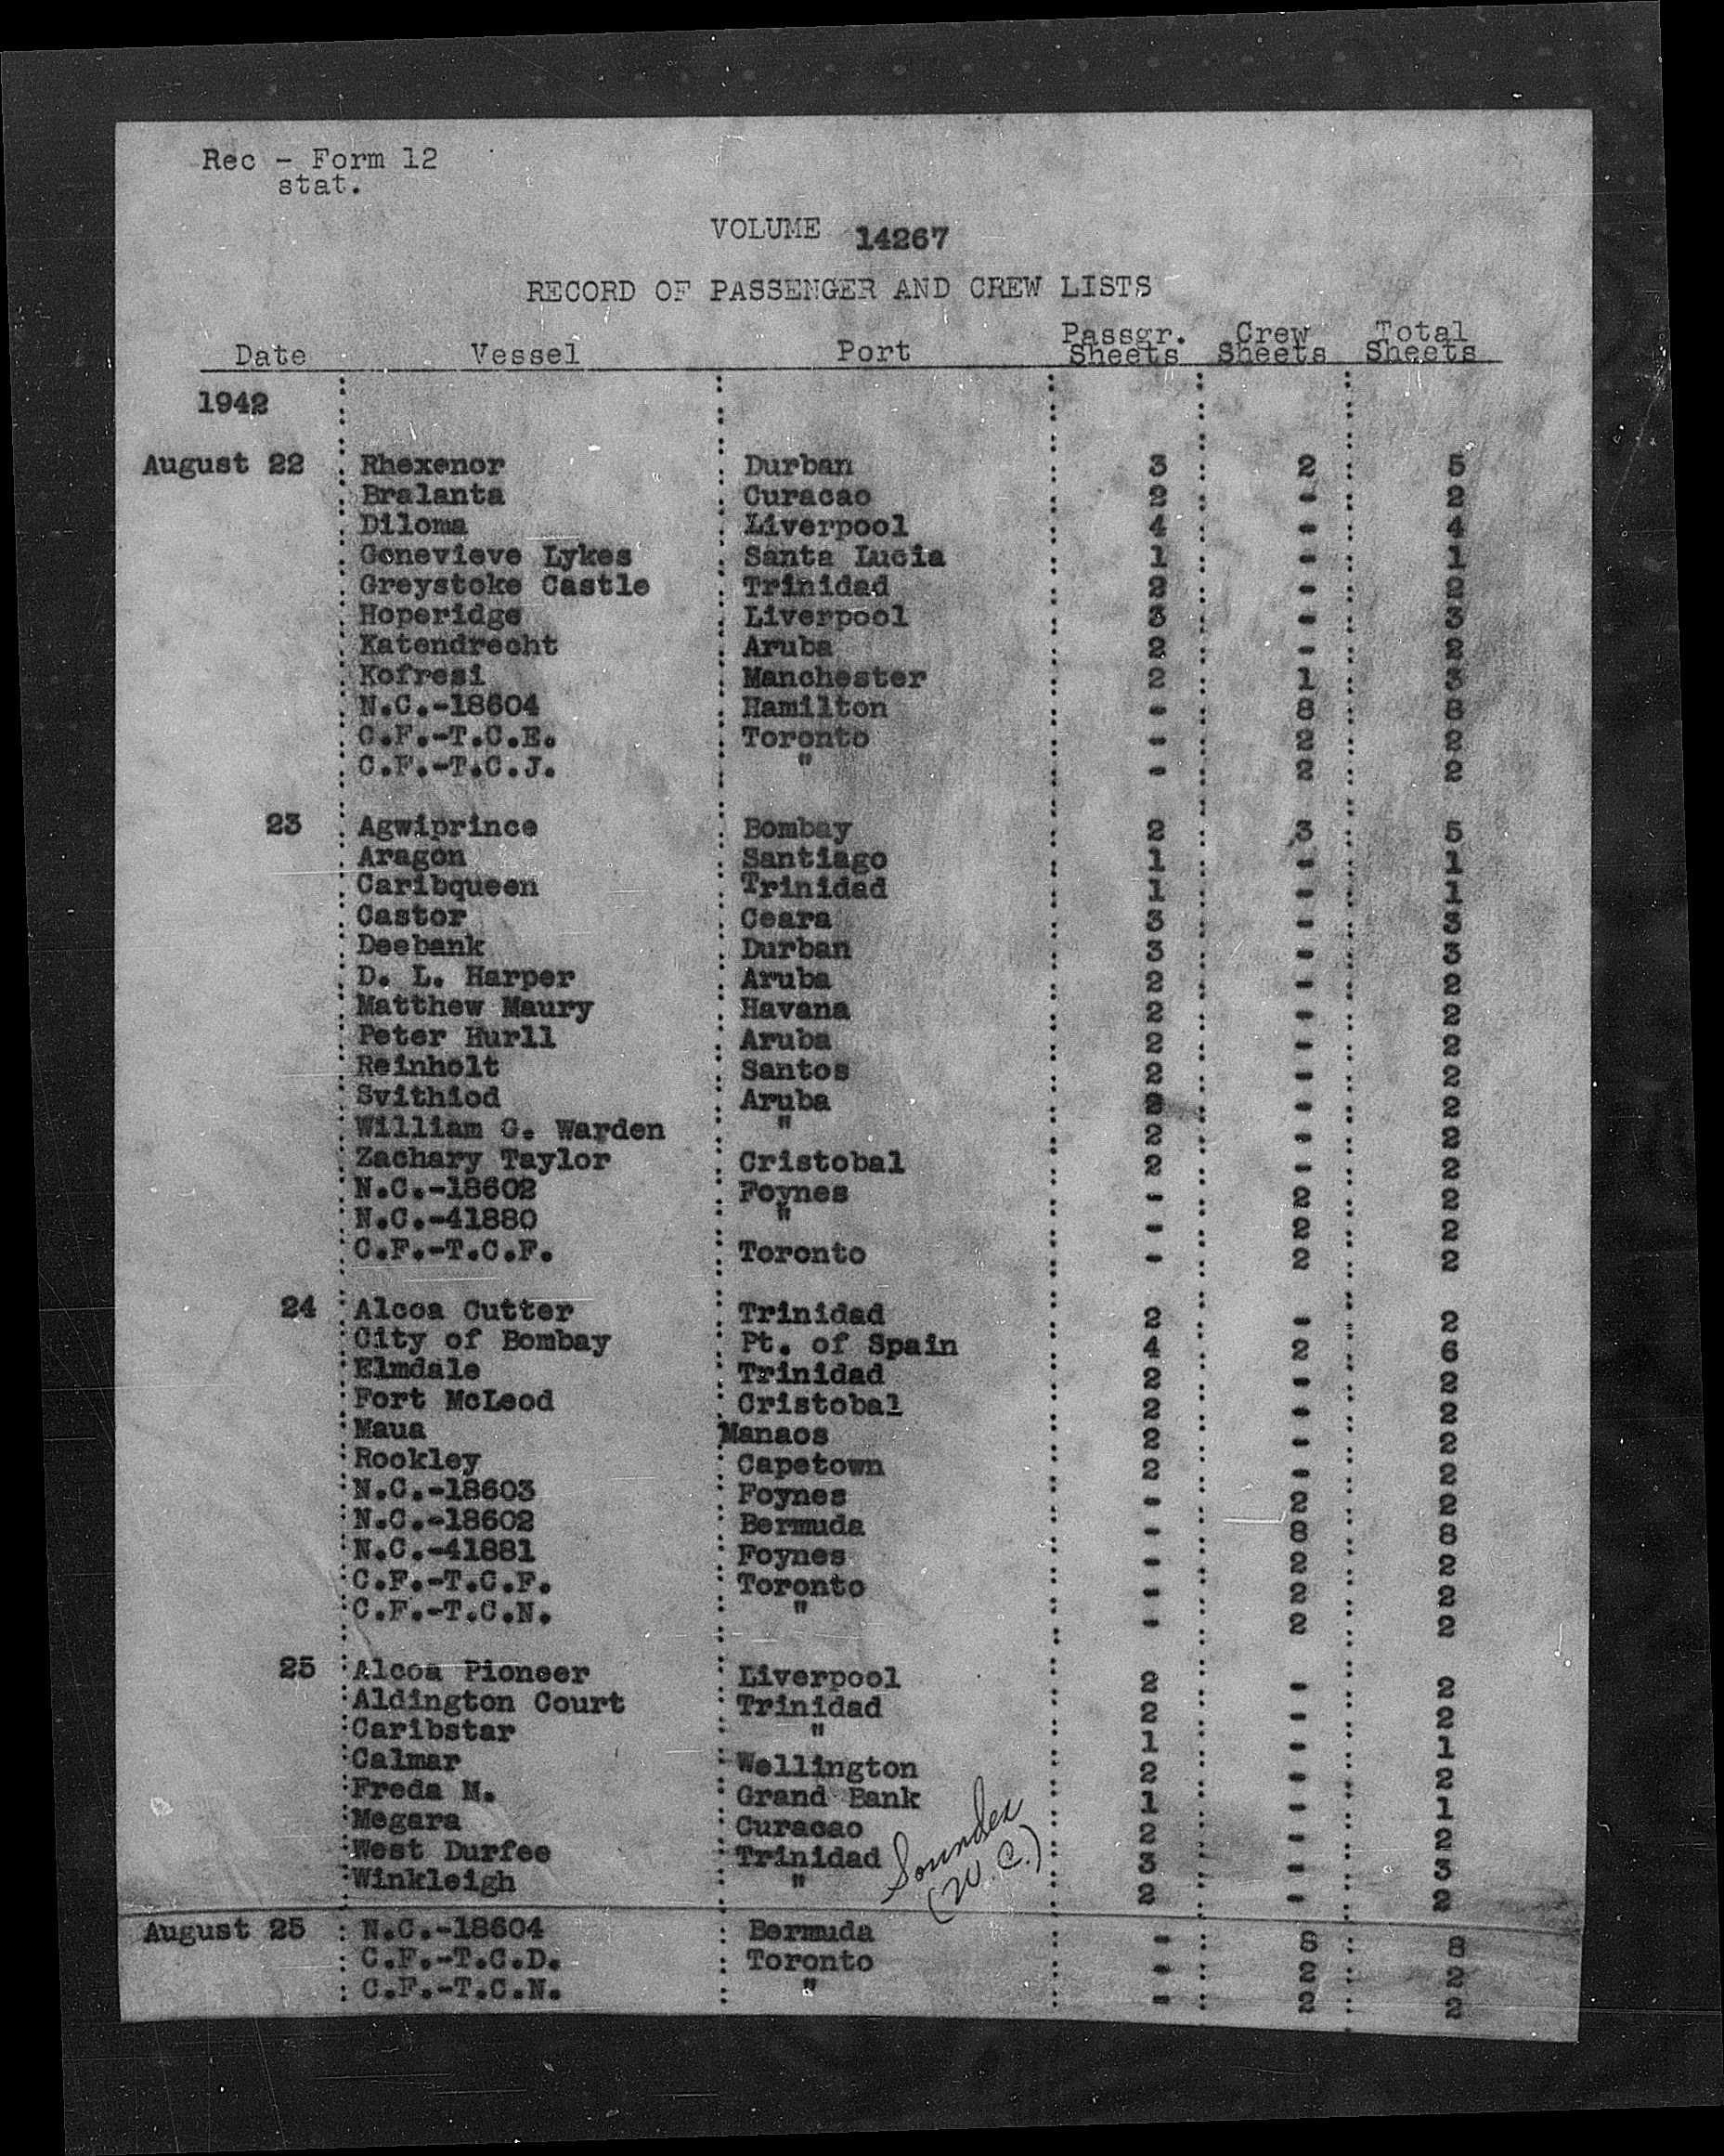 Rec - Form 12
stat.
VOLUME 14267
RECORD OF PASSENGER AND CREW LISTS
Date Vessel Port Passgr. Sheets Crew Sheets Total Sheets
1942
August 22 Rhexenor Durban 3 2 5
Bralanta Curacao 2 - 2
Diloma Liverpool 4 - 4
Genevieve Lykes Santa Lucia 1 - 1
Greystoke Castle Trinidad 2 - 2
Hoperidge Liverpool 3 - 3
Katendrecht Aruba 2 - 2
Kofresi Manchester 2 1 3
N.C.-18604 Hamilton - 8 8
C.F.-T.C.E. Toronto - 2 2
C.F.-T.C.J. " - 2 2
23 Agwiprince Bombay 2 3 5
Aragon Santiago 1 - 1
Caribqueen Trinidad 1 - 1
Castor Ceara 3 - 3
Deebank Durban 3 - 3
D. L. Harper Aruba 2 - 2
Matthew Maury Havana 2 - 2
Peter Hurll Aruba 2 - 2
Reinholt Santos 2 - 2
Svithiod Aruba 2 - 2
William G. Warden " 2 - 2
Zachary Taylor Cristobal 2 - 2
N.C.-18602 Foynes - 2 2
N.C.-41880 " - 2 2
C.F.-T.C.F. Toronto - 2 2
24 Alcoa Cutter Trinidad 2 - 2
City of Bombay Pt. of Spain 4 2 6
Elmdale Trinidad 2 - 2
Fort McLeod Cristobal 2 - 2
Maua Manaos 2 - 2
Rookley Capetown 2 - 2
N.C.-18603 Foynes - 2 2
N.C.-18602 Bermuda - 8 8
N.C.-41881 Foynes - 2 2
C.F.-T.C.F. Toronto - 2 2
C.F.-T.C.N. " - 2 2
25 Alcoa Pioneer Liverpool 2 - 2
Aldington Court Trinidad 2 - 2
Caribstar " 1 - 1
Calmar Wellington 2 - 2
Freda M. Grand Bank 1 - 1
Megara Curacao 2 - 2
West Durfee Trinidad 3 - 3
Winkleigh " 2 - 2
Soundex
(W.C.)
August 25 N.C.-18604 Bermuda - 8 8
C.F.-T.C.D. Toronto - 2 2
C.F.-T.C.N. " - 2 2